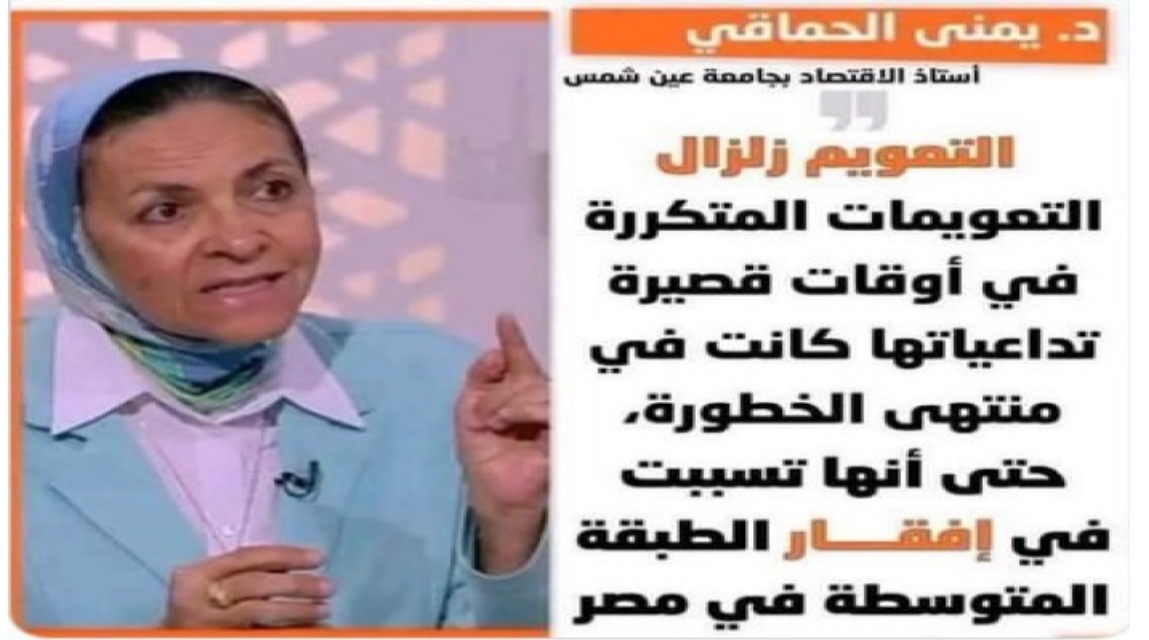 د. يمنى الحماقي
أستاذ الاقتصاد بجامعة عين شمس
التعويم زلزال
التعويمات المتكررة
في أوقات قصيرة
تداعياتها كانت في
منتهى الخطورة،
حتى أنها تسببت
في إفقــار الطبقة
المتوسطة في مصر